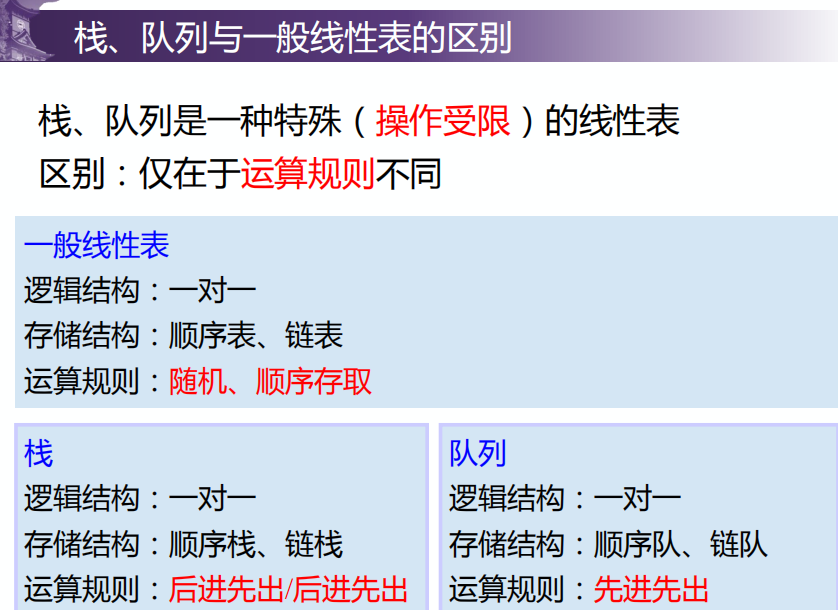 栈、队列与一般线性表的区别
栈、队列是一种特殊（操作受限）的线性表
区别：仅在于运算规则不同
一般线性表
逻辑结构：一对一
存储结构：顺序表、链表
运算规则：随机、顺序存取
栈
逻辑结构：一对一
存储结构：顺序栈、链栈
运算规则：后进先出/后进先出
队列
逻辑结构：一对一
存储结构：顺序队、链队
运算规则：先进先出